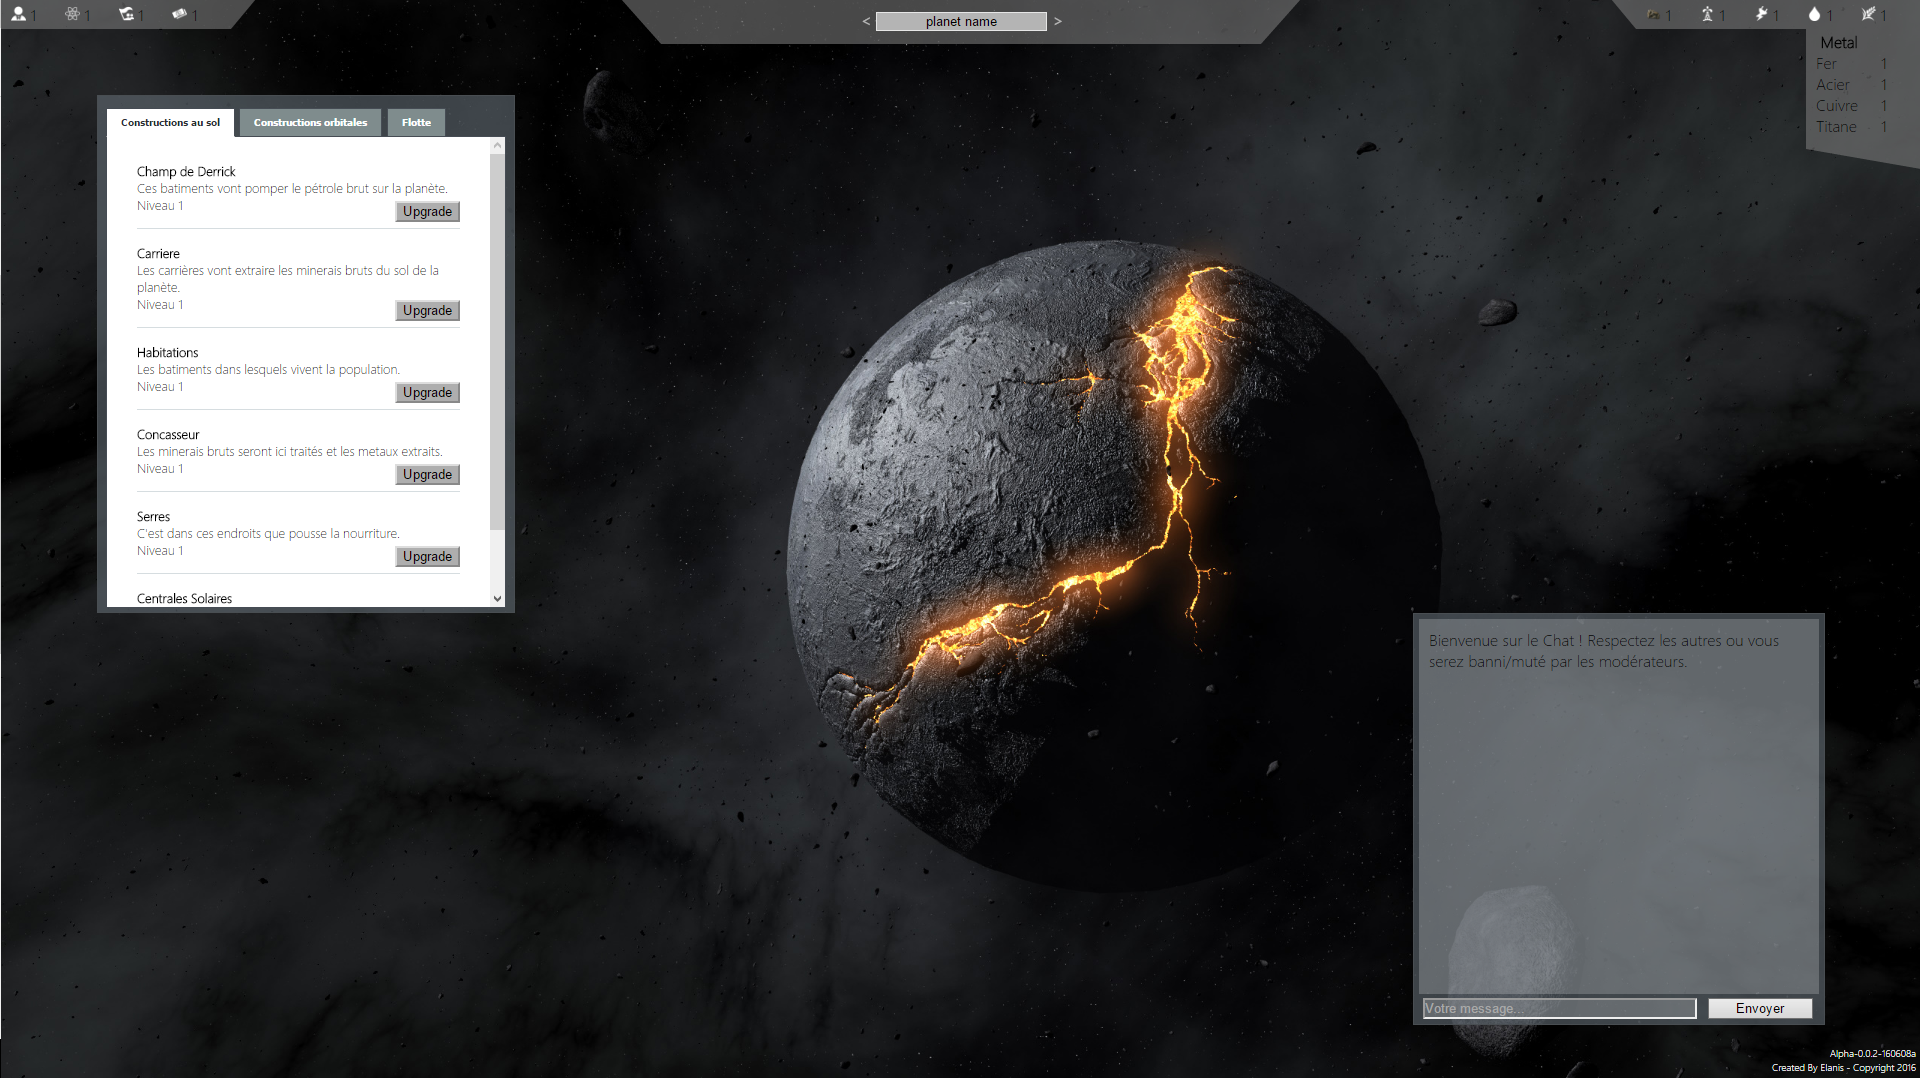 1 1 1 1
< planet name >
1 1 1 1 1
Metal
Fer 1
Acier 1
Cuivre 1
Titane 1
Constructions au sol Constructions orbitales Flotte
Champ de Derrick
Ces batiments vont pomper le pétrole brut sur la planète.
Niveau 1
Upgrade
Carriere
Les carrières vont extraire les minerais bruts du sol de la
planète.
Niveau 1
Upgrade
Habitations
Les batiments dans lesquels vivent la population.
Niveau 1
Upgrade
Concasseur
Les minerais bruts seront ici traités et les metaux extraits.
Niveau 1
Upgrade
Serres
C'est dans ces endroits que pousse la nourriture.
Niveau 1
Upgrade
Centrales Solaires
Bienvenue sur le Chat ! Respectez les autres ou vous
serez banni/muté par les modérateurs.
Votre message... Envoyer
Alpha-0.0.2-160608a
Created By Elanis - Copyright 2016